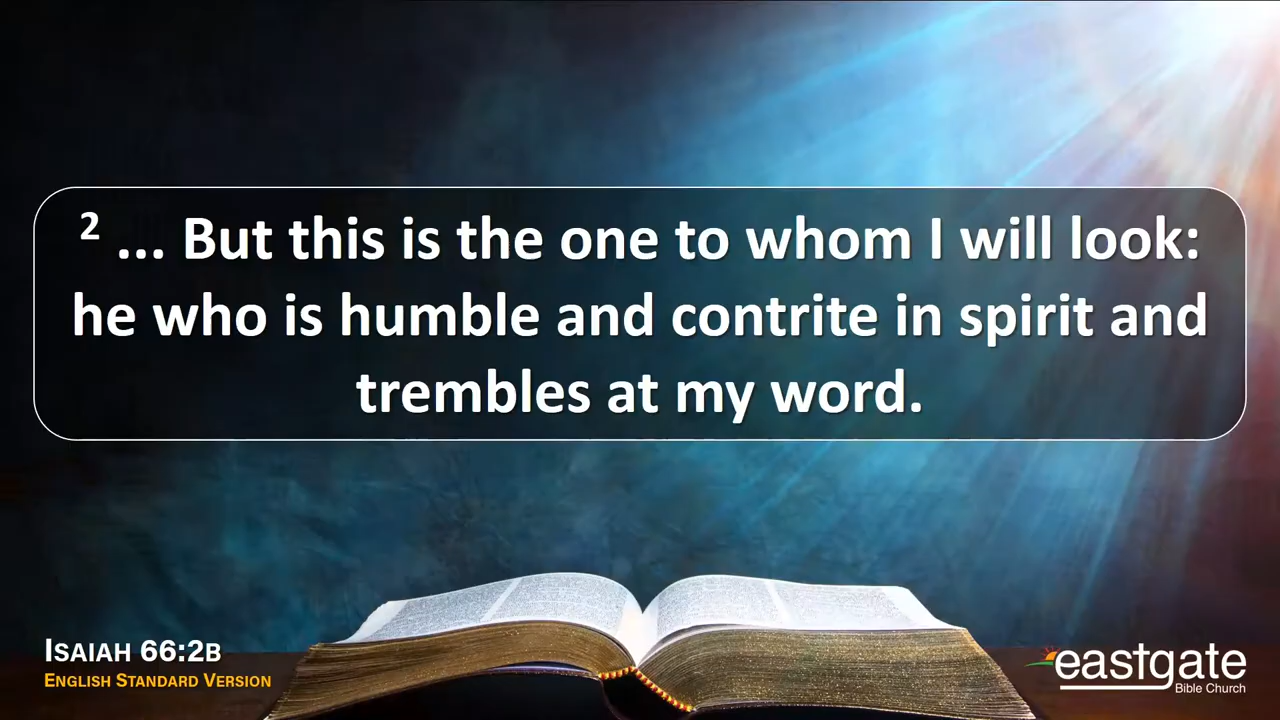 2 ... But this is the one to whom I will look:
he who is humble and contrite in spirit and
trembles at my word.
ISAIAH 66:2B
ENGLISH STANDARD VERSION
eastgate
Bible Church